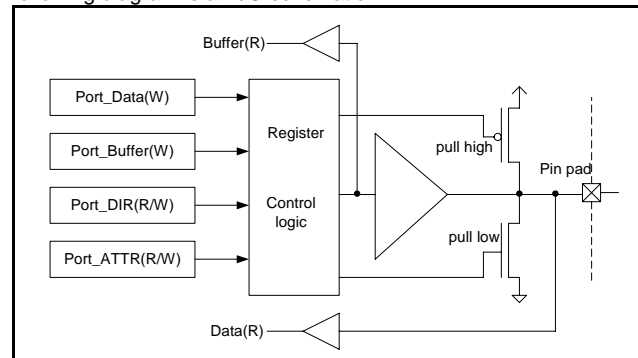 Buffer(R)
Port_Data(W)
Port_Buffer(W)
Port_DIR(R/W)
Port_ATTR(R/W)
Register
Control
logic
pull high
Pin pad
pull low
Data(R)